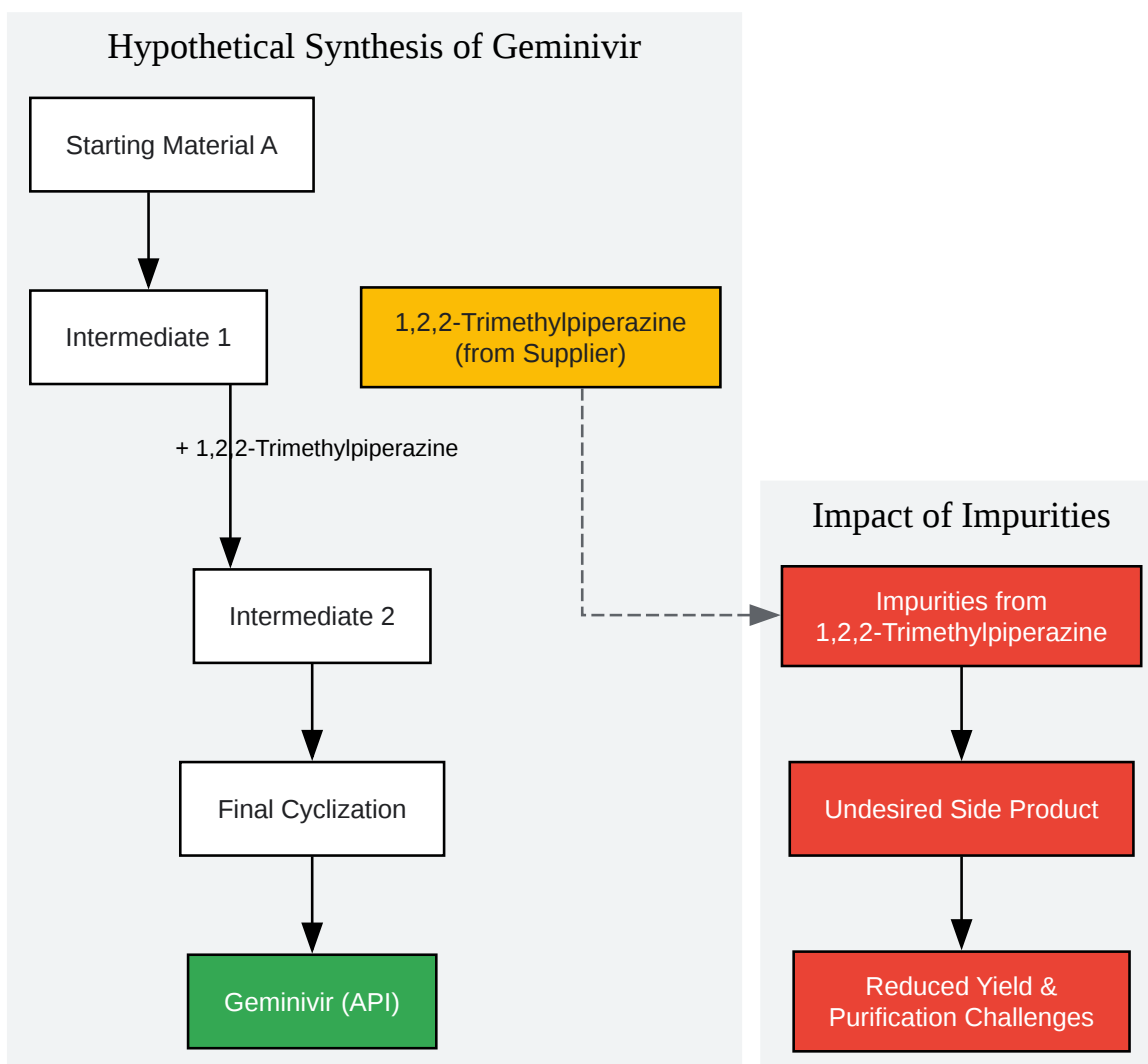 Hypothetical Synthesis of Geminivir
Starting Material A
Intermediate 1
1,2,2-Trimethylpiperazine
(from Supplier)
+ 1,2,2-Trimethylpiperazine
Intermediate 2
Final Cyclization
Geminivir (API)
Impact of Impurities
Impurities from
1,2,2-Trimethylpiperazine
Undesired Side Product
Reduced Yield &
Purification Challenges